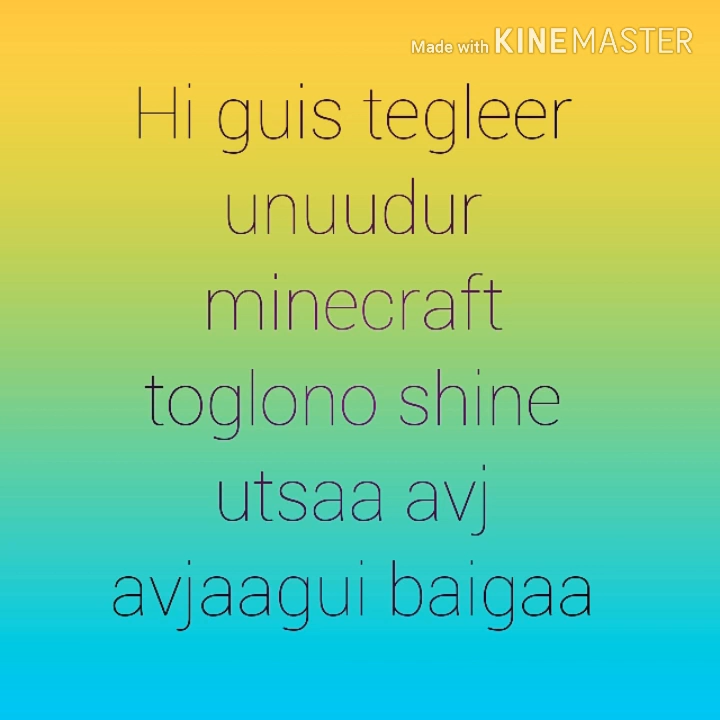 Made with KINEMASTER
Hi guis tegleer
unuudur
minecraft
toglono shine
utsaa avj
avjaagui baigaa